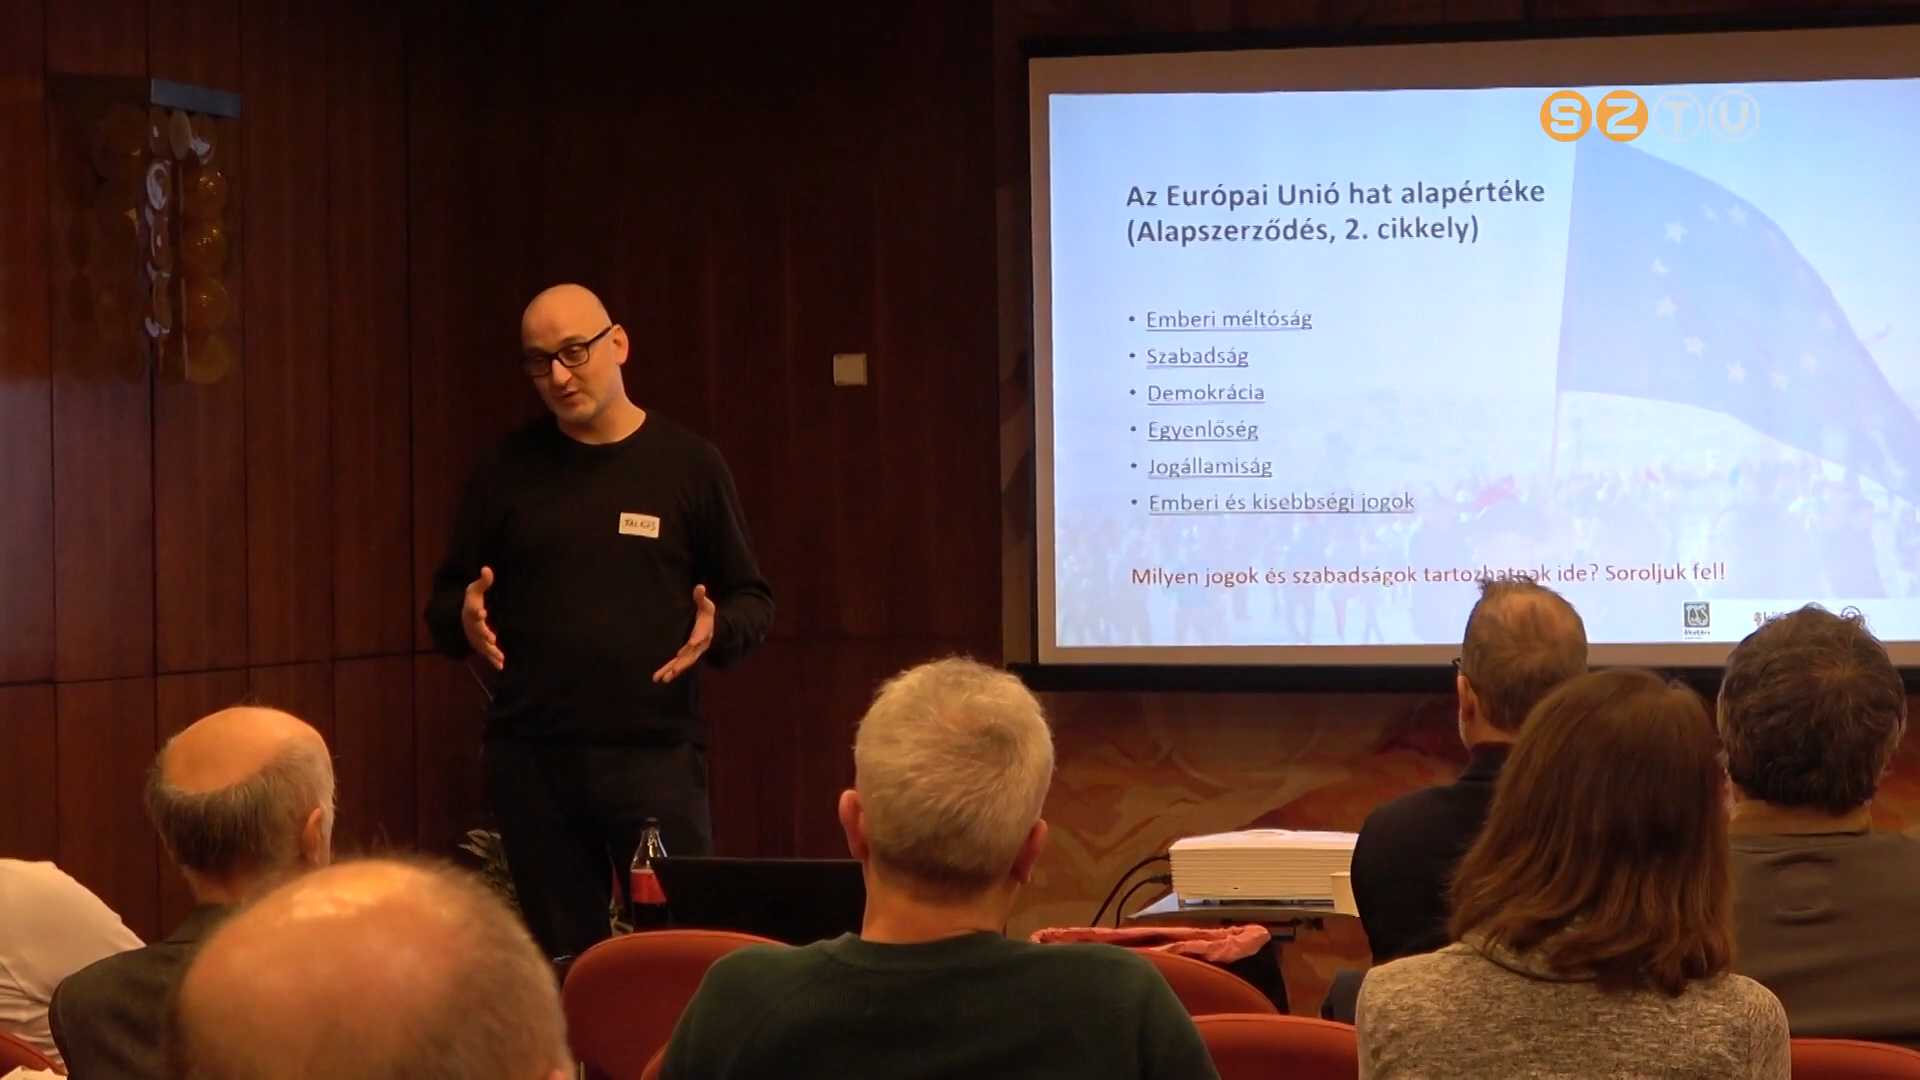 SZTV
Az Európai Unió hat alapértéke
(Alapszerződés, 2. cikkely)
• Emberi méltóság
• Szabadság
• Demokrácia
• Egyenlőség
• Jogállamiság
• Emberi és kisebbségi jogok
Milyen jogok és szabadságok tartozhatnak ide? Soroljuk fel!